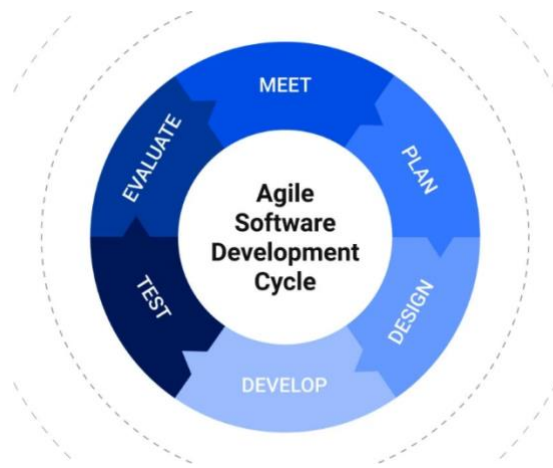 MEET
PLAN
DESIGN
DEVELOP
TEST
EVALUATE
Agile
Software
Development
Cycle